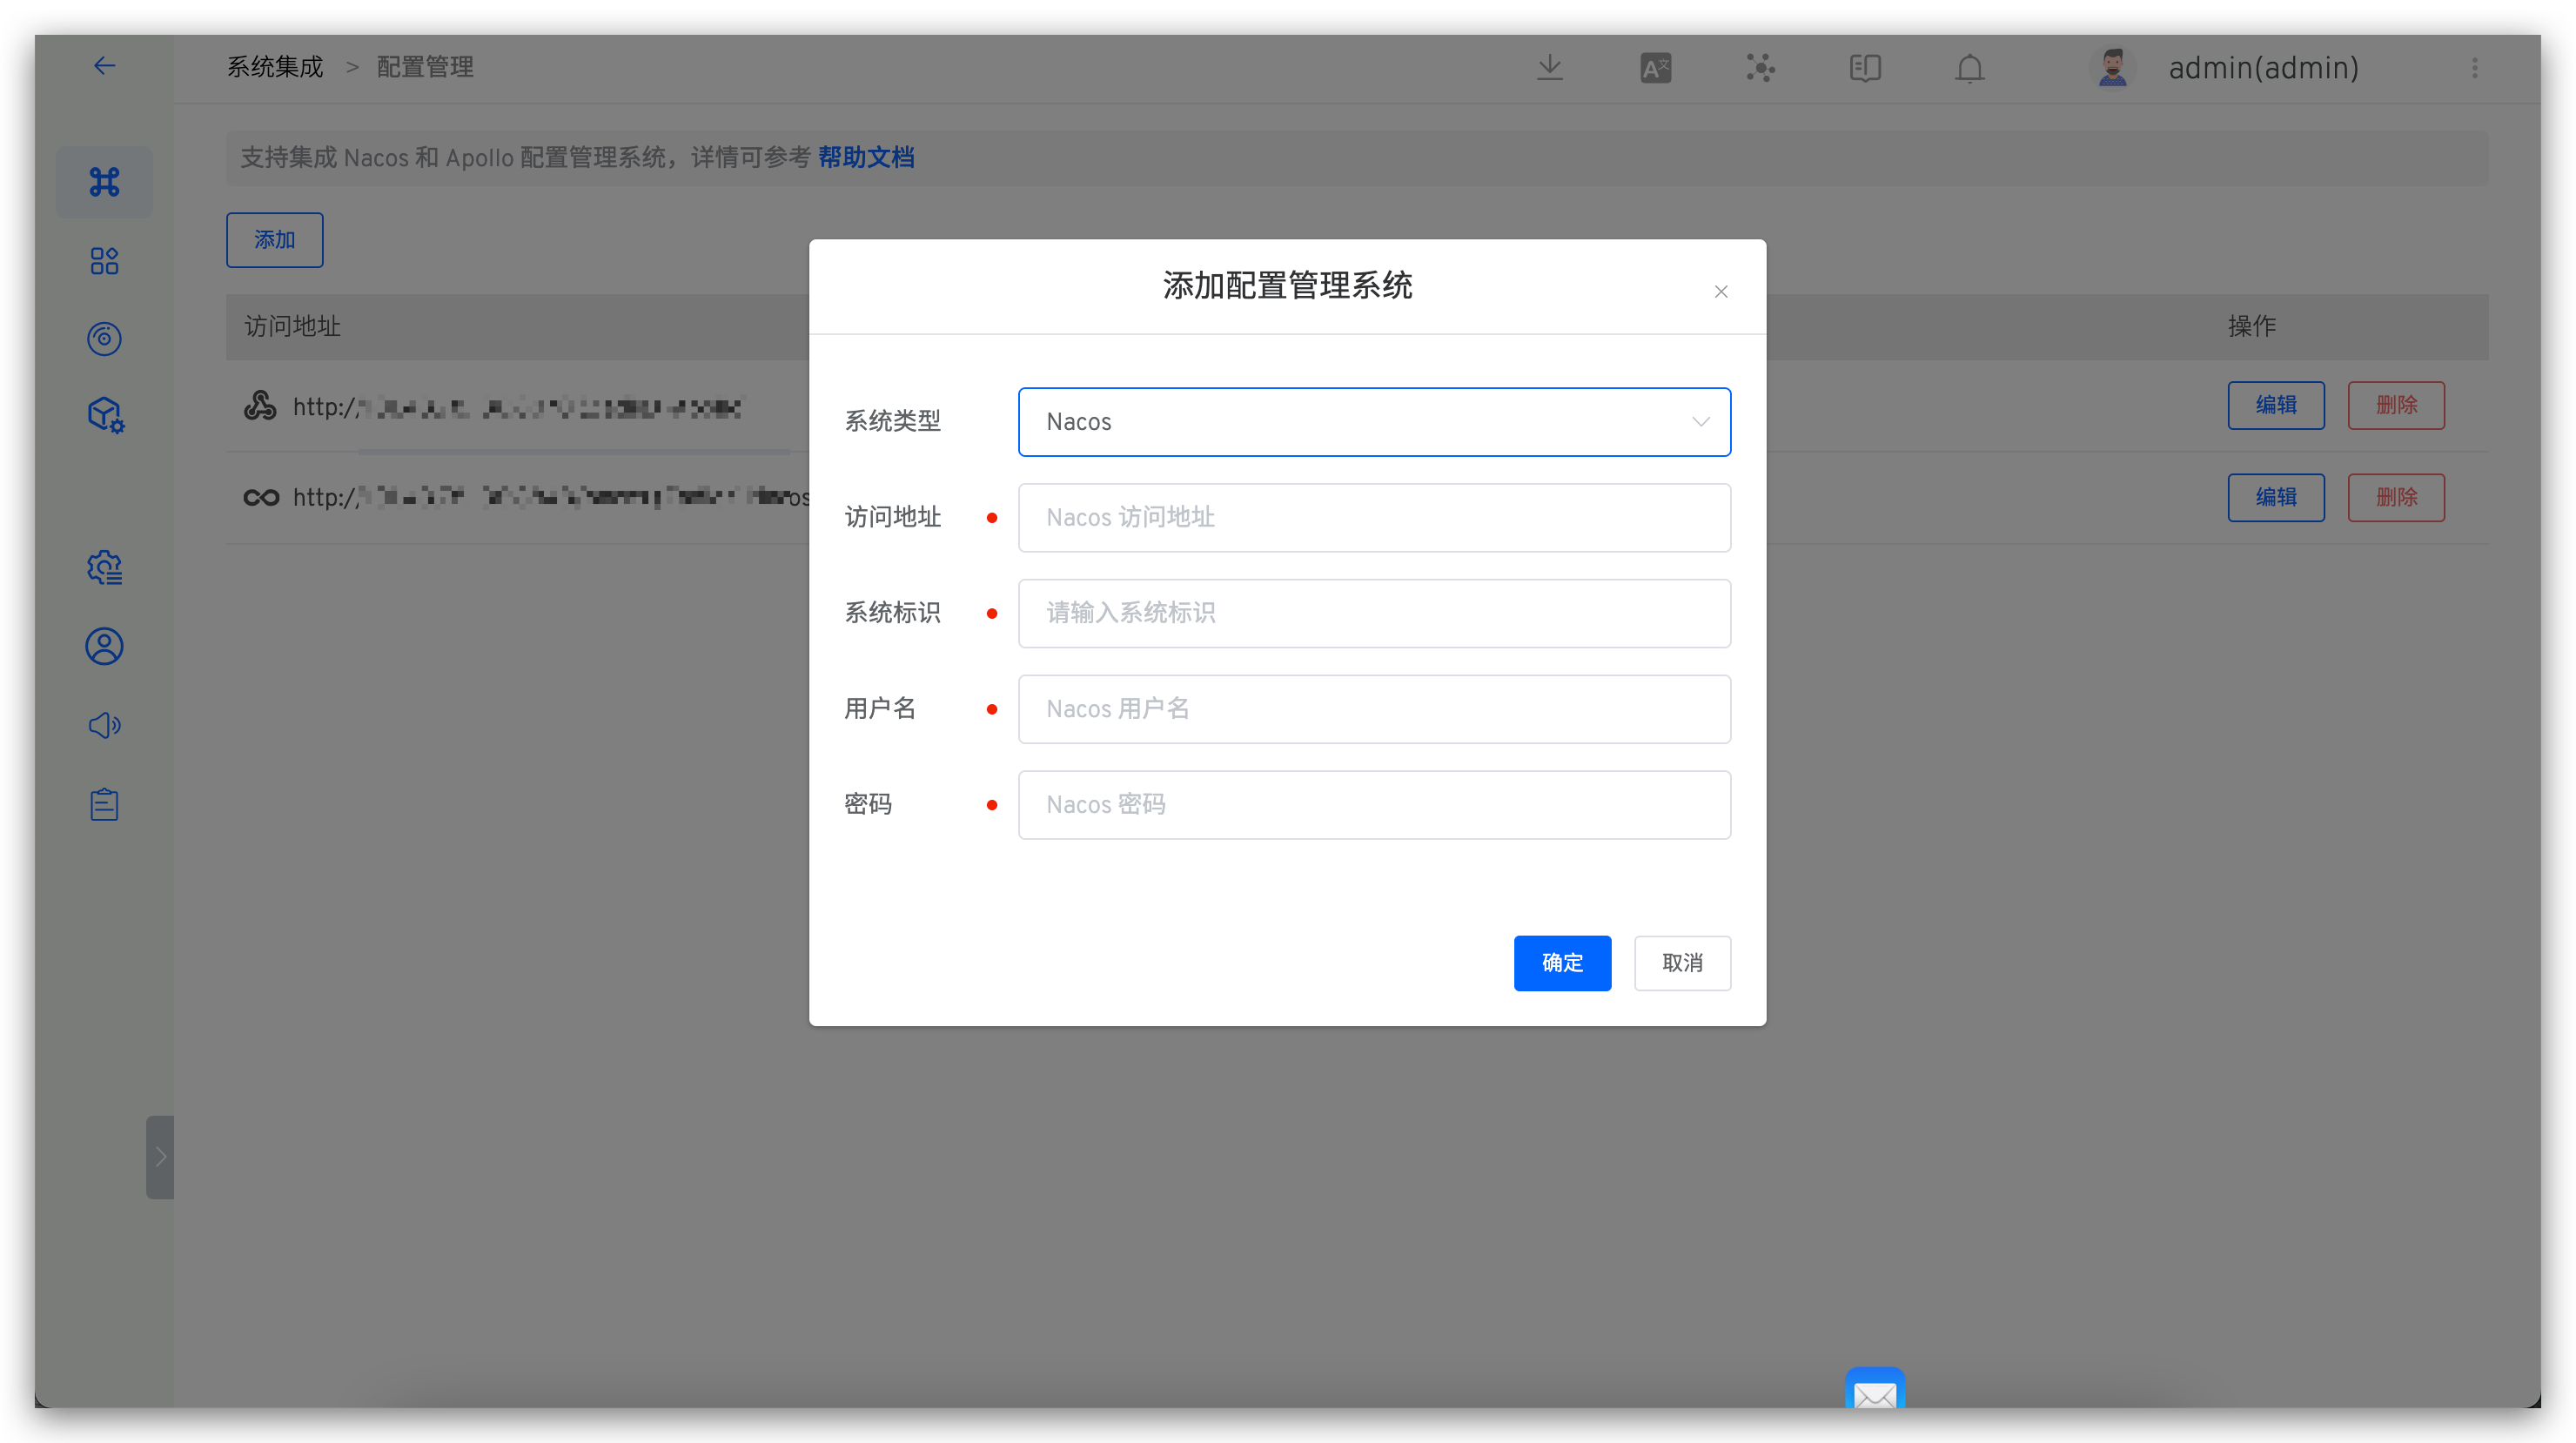 系统集成 > 配置管理
admin(admin)
支持集成 Nacos 和 Apollo 配置管理系统，详情可参考 帮助文档
添加
访问地址
操作
http://
编辑
删除
http://
编辑
删除
添加配置管理系统
系统类型
Nacos
访问地址
Nacos 访问地址
系统标识
请输入系统标识
用户名
Nacos 用户名
密码
Nacos 密码
确定
取消